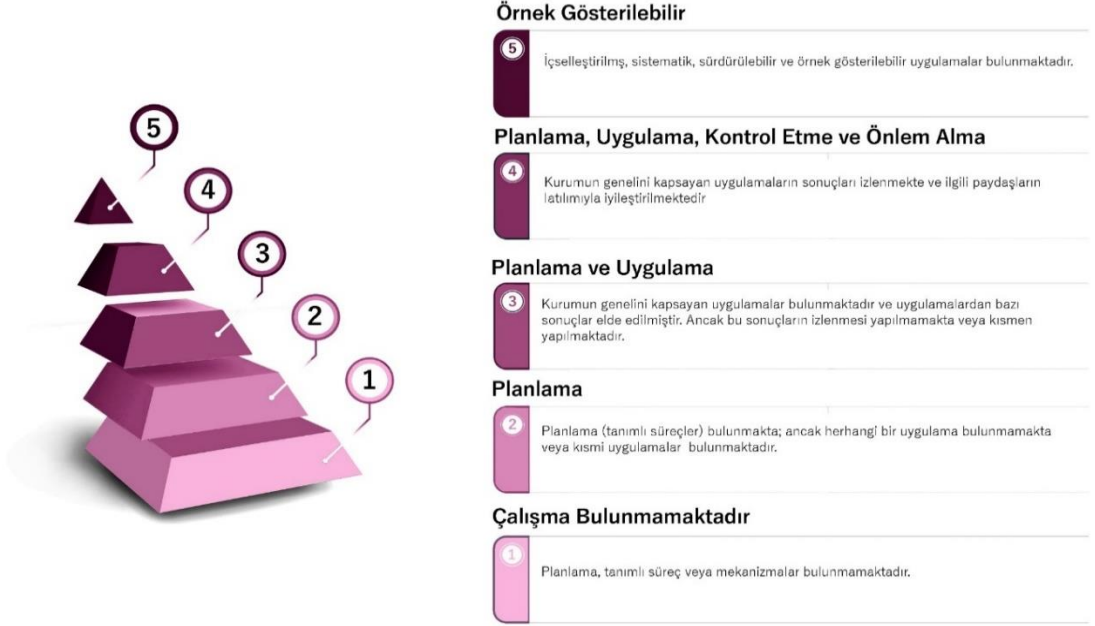 5
4
3
2
1
Örnek Gösterilebilir
5
İçselleştirilmş, sistematik, sürdürülebilir ve örnek gösterilebilir uygulamalar bulunmaktadır.
Planlama, Uygulama, Kontrol Etme ve Önlem Alma
4
Kurumun genelini kapsayan uygulamaların sonuçları izlenmekte ve ilgili paydaşların
latılımıyla iyileştirilmektedir
Planlama ve Uygulama
3
Kurumun genelini kapsayan uygulamalar bulunmaktadır ve uygulamalardan bazı
sonuçlar elde edilmiştir. Ancak bu sonuçların izlenmesi yapılmamakta veya kısmen
yapılmaktadır.
Planlama
2
Planlama (tanımlı süreçler) bulunmakta; ancak herhangi bir uygulama bulunmamakta
veya kısmi uygulamalar bulunmaktadır.
Çalışma Bulunmamaktadır
1
Planlama, tanımlı süreç veya mekanizmalar bulunmamaktadır.